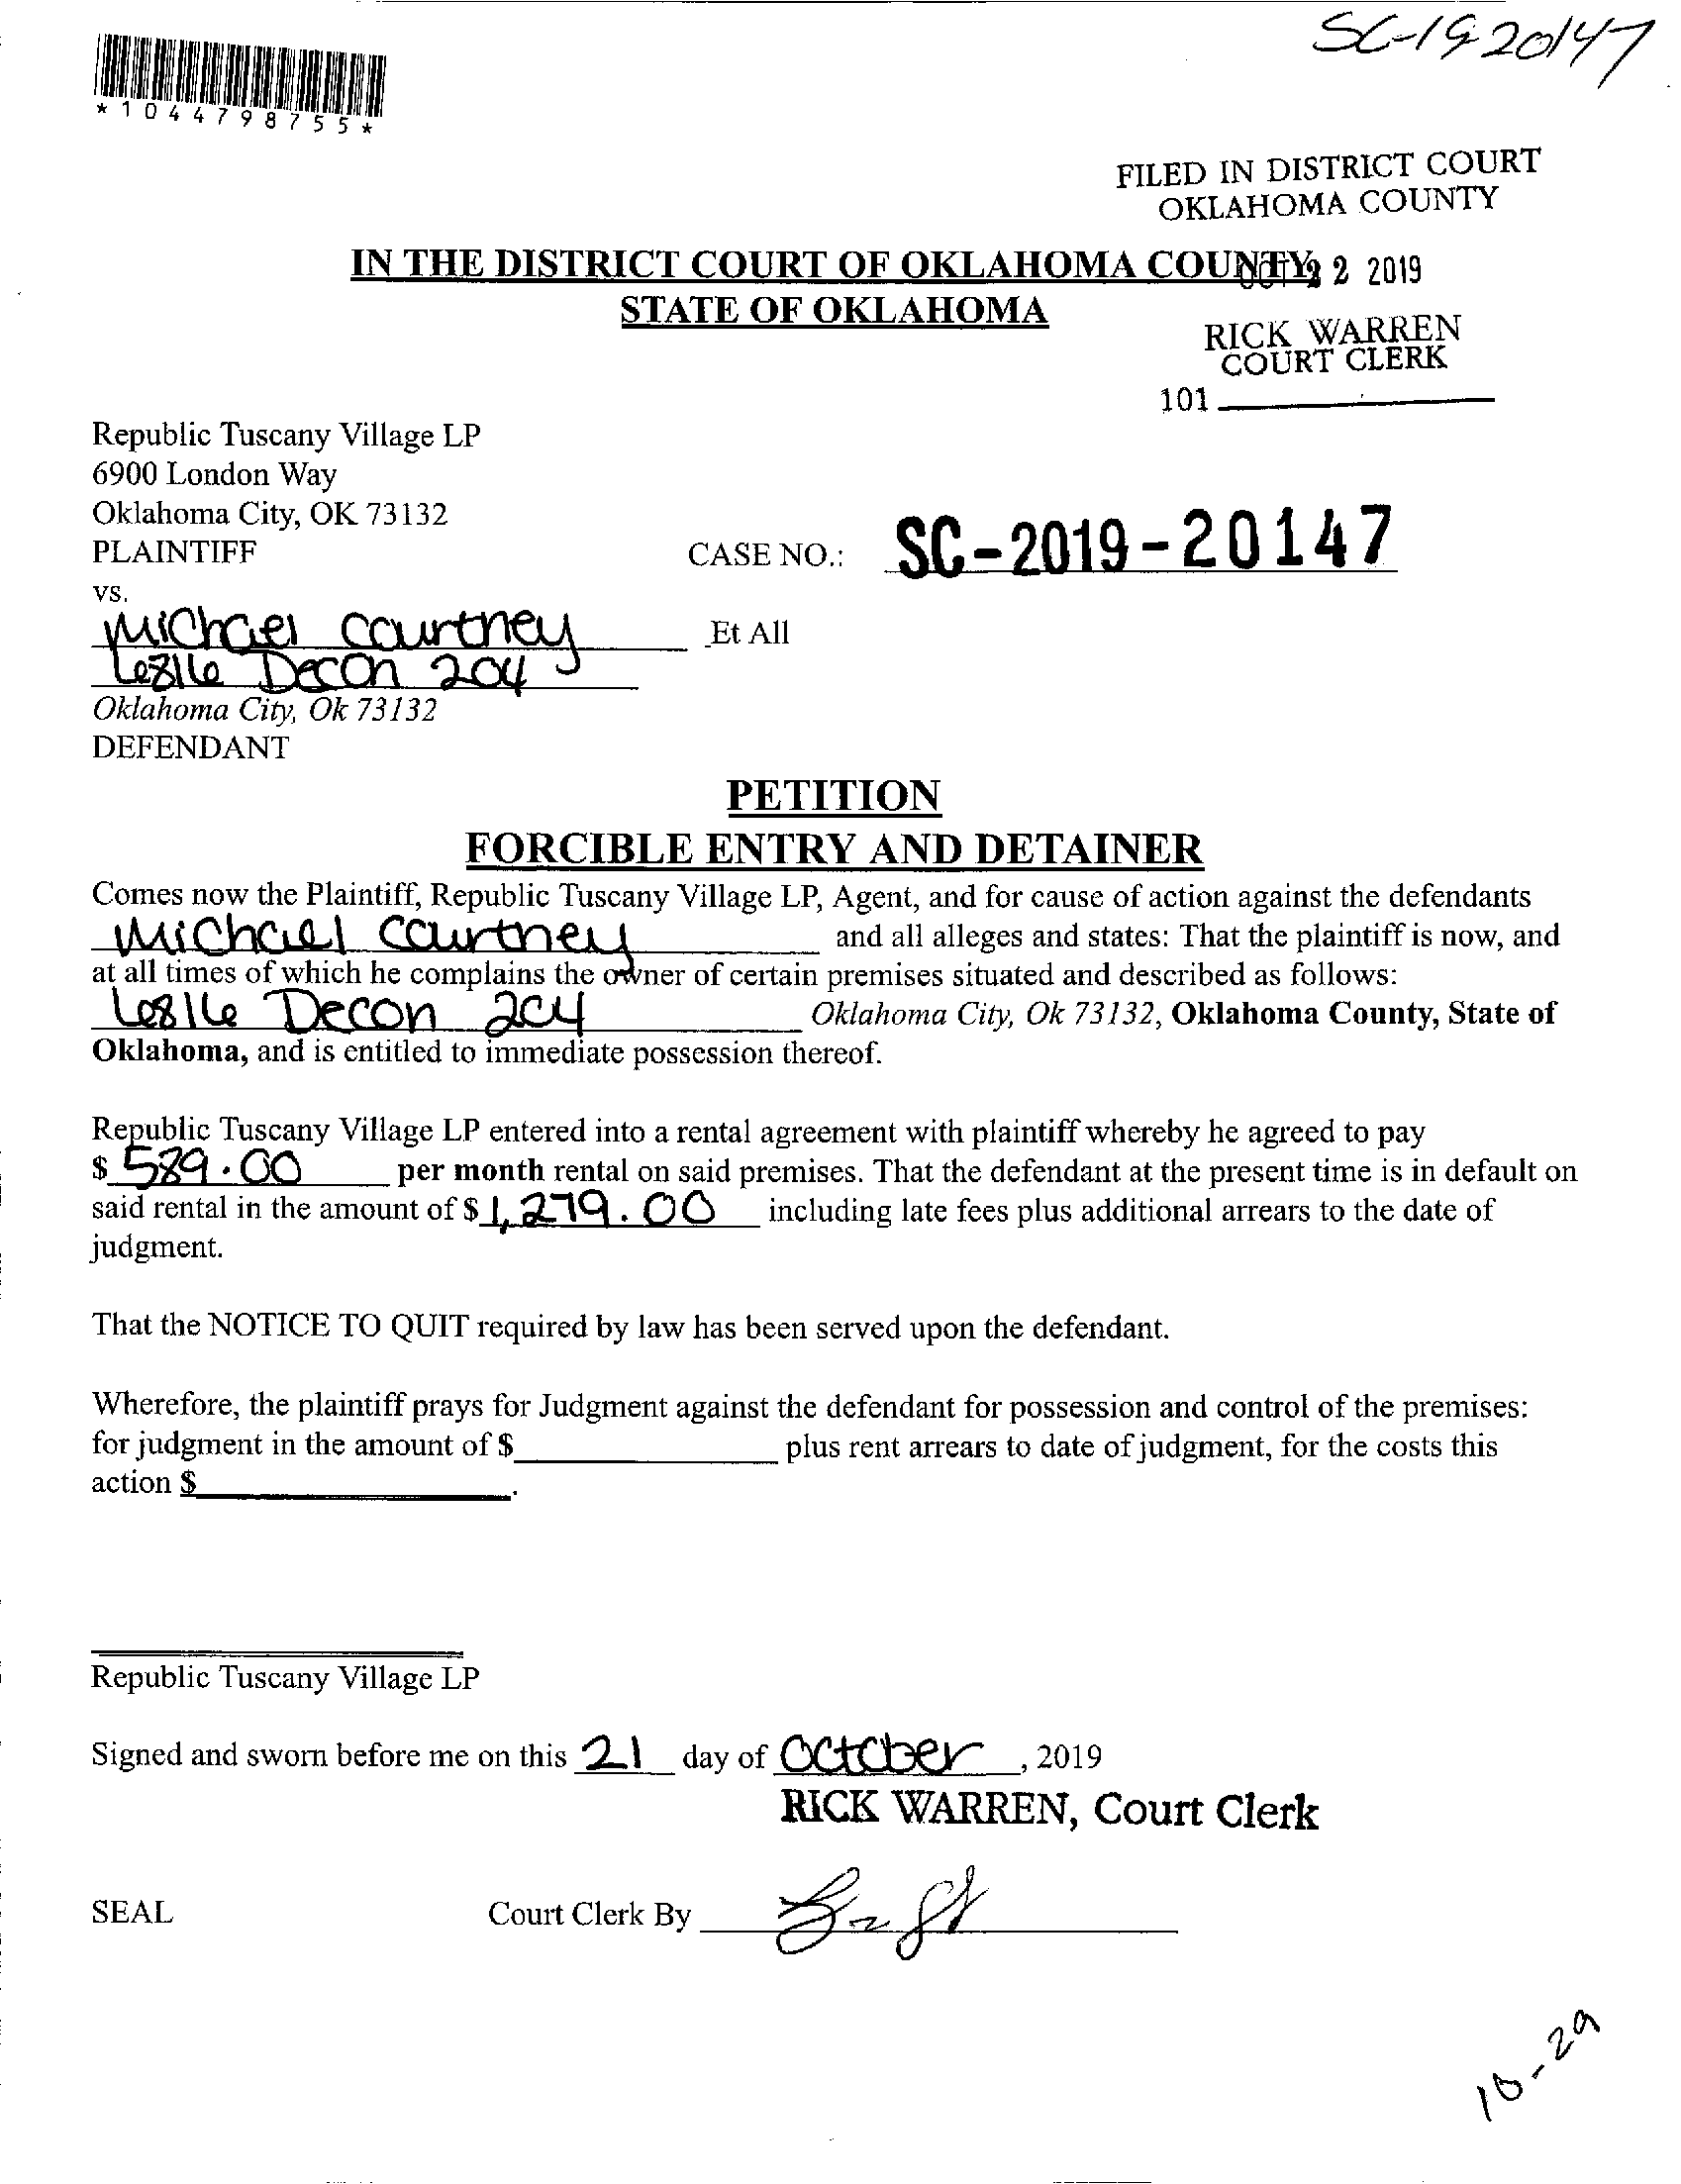 SC-19-20147
*1044798755*
FILED IN DISTRICT COURT
OKLAHOMA COUNTY
IN THE DISTRICT COURT OF OKLAHOMA COUNTY
OCT 22 2019
STATE OF OKLAHOMA
RICK WARREN
COURT CLERK
101
Republic Tuscany Village LP
6900 London Way
Oklahoma City, OK 73132
PLAINTIFF
CASE NO.: SC-2019-20147
vs.
Michael Courtney Et All
Decon 204
Oklahoma City, Ok 73132
DEFENDANT
PETITION
FORCIBLE ENTRY AND DETAINER
Comes now the Plaintiff, Republic Tuscany Village LP, Agent, and for cause of action against the defendants
Michael Courtney and all alleges and states: That the plaintiff is now, and
at all times of which he complains the owner of certain premises situated and described as follows:
Decon 204 Oklahoma City, Ok 73132, Oklahoma County, State of
Oklahoma, and is entitled to immediate possession thereof.
Republic Tuscany Village LP entered into a rental agreement with plaintiff whereby he agreed to pay
$ 589.00 per month rental on said premises. That the defendant at the present time is in default on
said rental in the amount of $ 1,279.00 including late fees plus additional arrears to the date of
judgment.
That the NOTICE TO QUIT required by law has been served upon the defendant.
Wherefore, the plaintiff prays for Judgment against the defendant for possession and control of the premises:
for judgment in the amount of $ plus rent arrears to date of judgment, for the costs this
action $ .
Republic Tuscany Village LP
Signed and sworn before me on this 21 day of October, 2019
RICK WARREN, Court Clerk
SEAL Court Clerk By
10-29